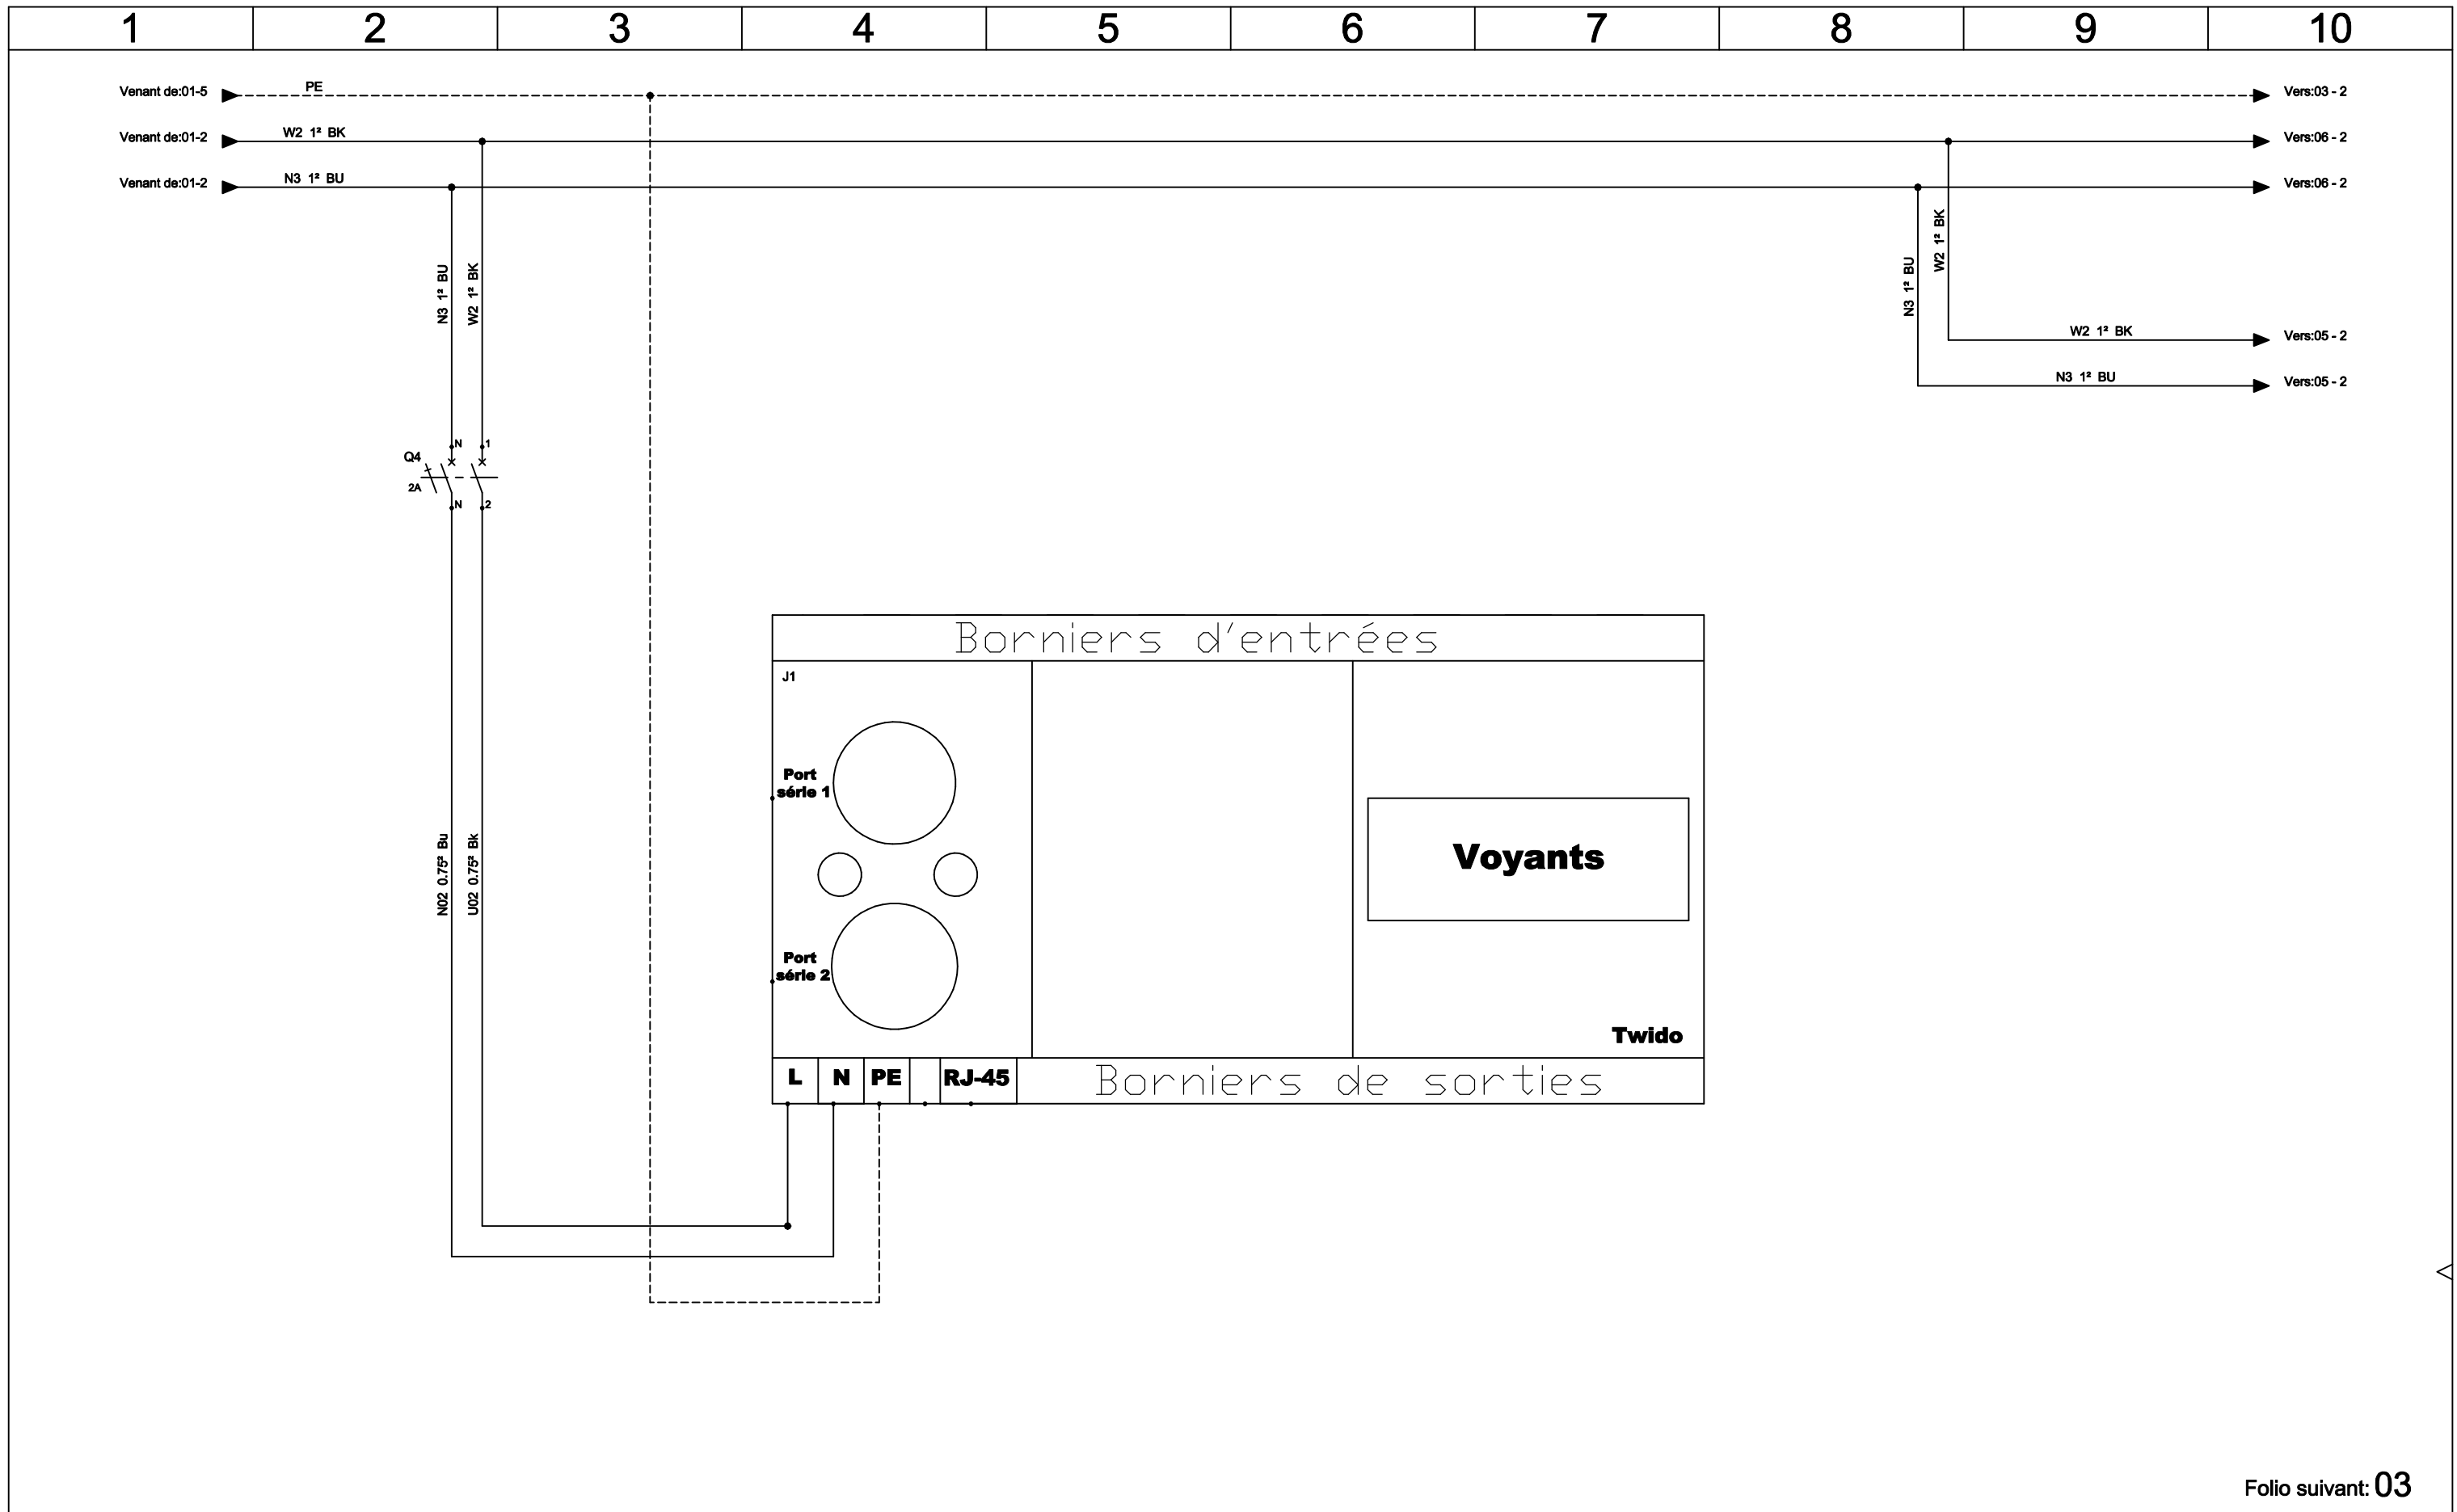 1 2 3 4 5 6 7 8 9 10
Venant de:01-5 PE Vers:03 - 2
Venant de:01-2 W2 1² BK Vers:06 - 2
Venant de:01-2 N3 1² BU Vers:06 - 2
N3 1² BU
W2 1² BK
N3 1² BU
W2 1² BK
W2 1² BK Vers:05 - 2
N3 1² BU Vers:05 - 2
N 1
Q4
2A
N 2
N02 0.75² Bu
U02 0.75² Bk
Borniers d'entrées
J1
Port
série 1
Voyants
Port
série 2
Twido
L N PE RJ-45 Borniers de sorties
Folio suivant: 03